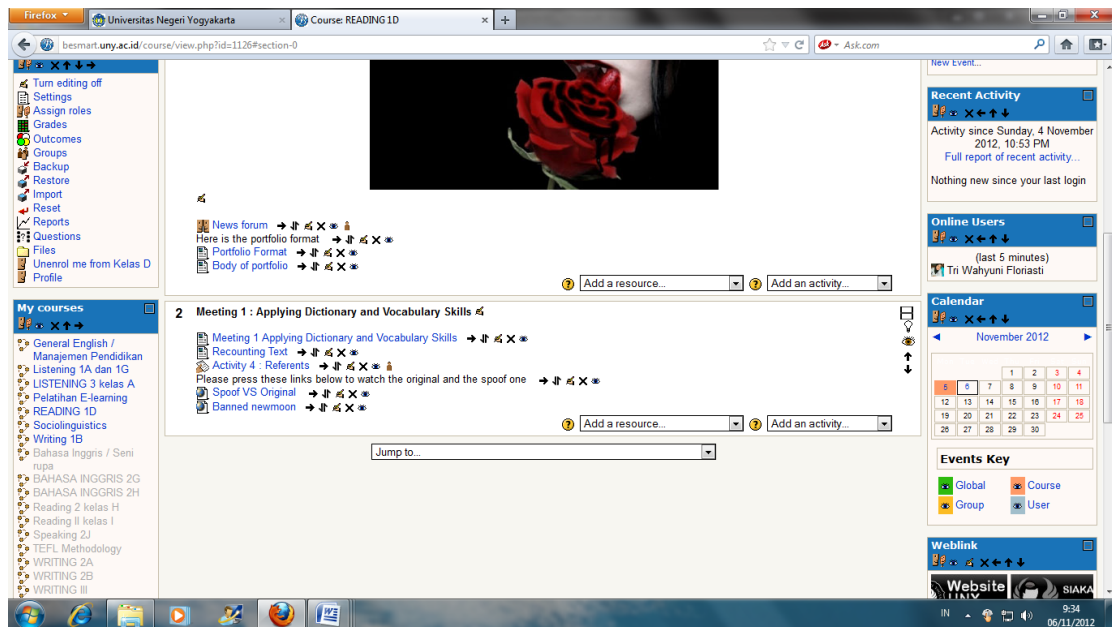 Firefox
Universitas Negeri Yogyakarta
Course: READING 1D
besmart.uny.ac.id/course/view.php?id=1126#section-0
Ask.com
Turn editing off
Settings
Assign roles
Grades
Outcomes
Groups
Backup
Restore
Import
Reset
Reports
Questions
Files
Unenrol me from Kelas D
Profile
My courses
General English /
Manajemen Pendidikan
Listening 1A dan 1G
LISTENING 3 kelas A
Pelatihan E-learning
READING 1D
Sociolinguistics
Writing 1B
Bahasa Inggris / Seni
rupa
BAHASA INGGRIS 2G
BAHASA INGGRIS 2H
Reading 2 kelas H
Reading II kelas I
Speaking 2J
TEFL Methodology
WRITING 2A
WRITING 2B
WRITING III
News forum
Here is the portfolio format
Portfolio Format
Body of portfolio
Add a resource...
Add an activity...
2 Meeting 1 : Applying Dictionary and Vocabulary Skills
Meeting 1 Applying Dictionary and Vocabulary Skills
Recounting Text
Activity 4 : Referents
Please press these links below to watch the original and the spoof one
Spoof VS Original
Banned newmoon
Add a resource...
Add an activity...
Jump to...
New Event...
Recent Activity
Activity since Sunday, 4 November
2012, 10:53 PM
Full report of recent activity...
Nothing new since your last login
Online Users
(last 5 minutes)
Tri Wahyuni Floriasti
Calendar
November 2012
1 2 3 4
5 6 7 8 9 10 11
12 13 14 15 16 17 18
19 20 21 22 23 24 25
26 27 28 29 30
Events Key
Global
Course
Group
User
Weblink
Website
SIAKA
IN
9:34
06/11/2012